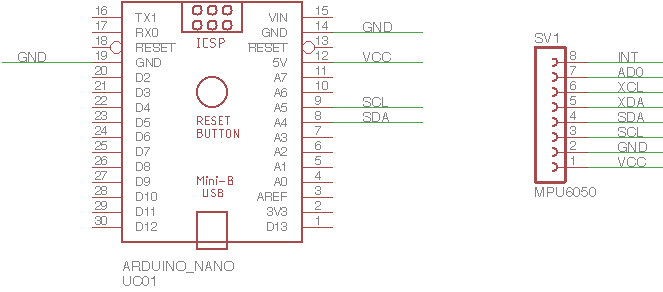 16 TX1 VIN 15
17 RX0 GND 14 GND
18 RESET ICSP RESET 13
GND 19 GND 5V 12 VCC
20 D2 A7 11
21 D3 A6 10
22 D4 A5 9 SCL
23 D5 RESET A4 8 SDA
24 D6 BUTTON A3 7
25 D7 A2 6
26 D8 A1 5
27 D9 Mini-B A0 4
28 D10 USB AREF 3
29 D11 3V3 2
30 D12 D13 1
ARDUINO_NANO
UC01
SV1
8 INT
7 AD0
6 XCL
5 XDA
4 SDA
3 SCL
2 GND
1 VCC
MPU6050